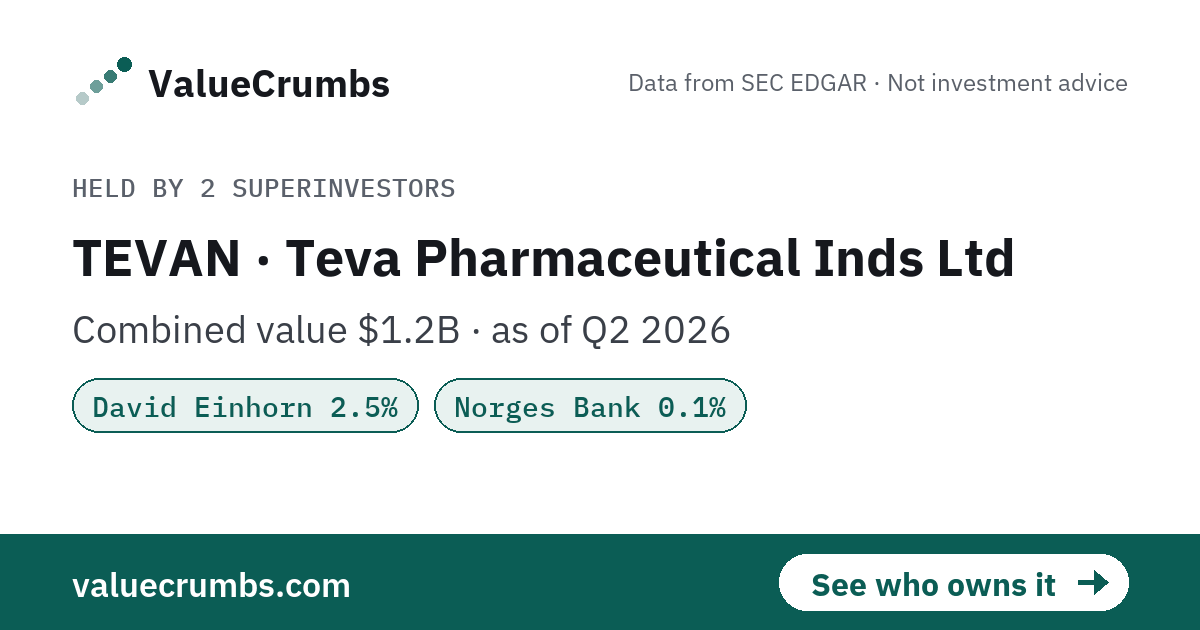 ValueCrumbs
Data from SEC EDGAR · Not investment advice
HELD BY 2 SUPERINVESTORS
TEVAN · Teva Pharmaceutical Inds Ltd
Combined value $1.2B · as of Q2 2026
David Einhorn 2.5%
Norges Bank 0.1%
valuecrumbs.com
See who owns it →